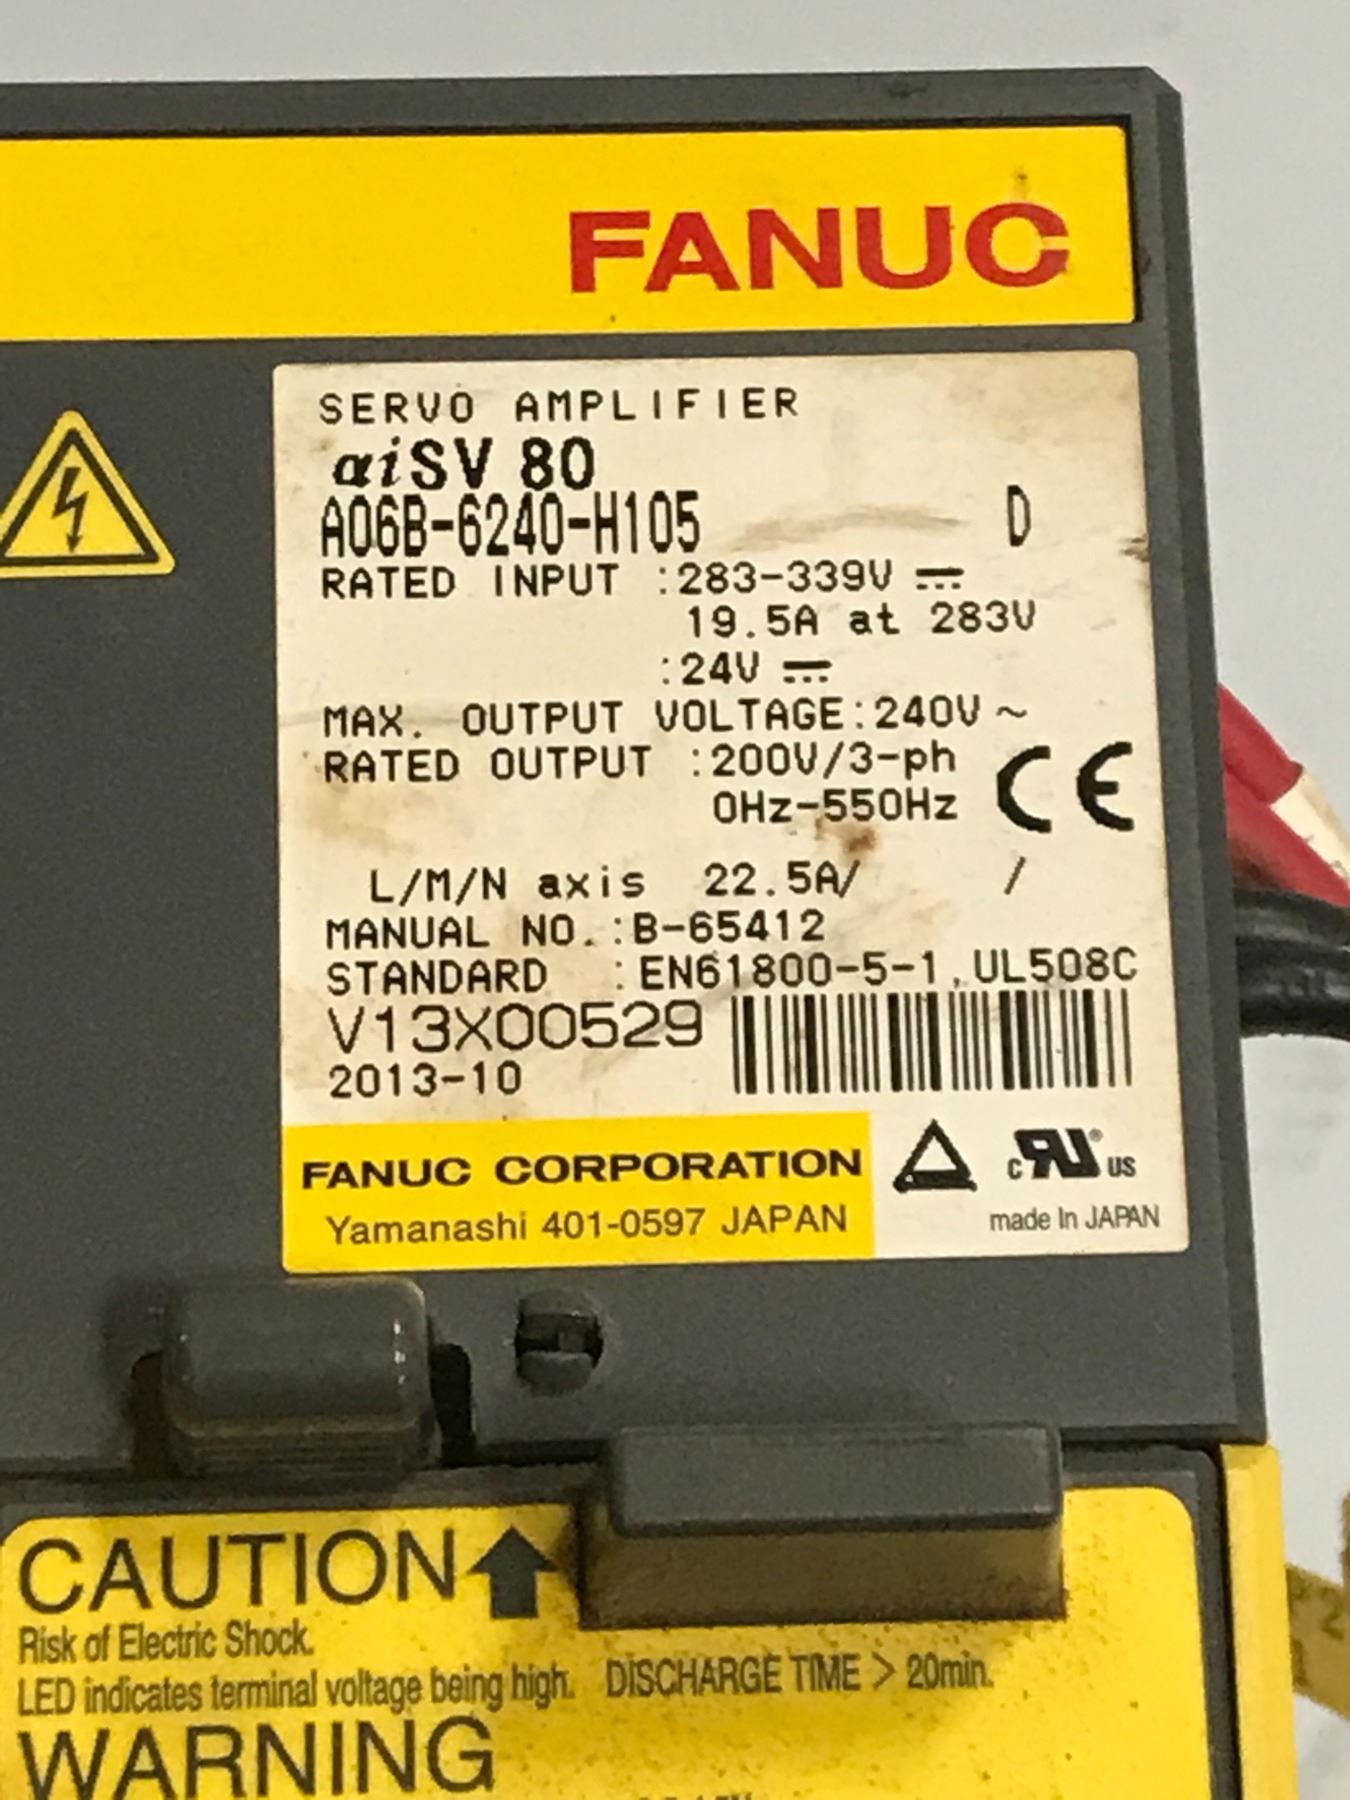 FANUC
SERVO AMPLIFIER
αiSV 80
A06B-6240-H105 D
RATED INPUT :283-339V ⎓
19.5A at 283V
:24V ⎓
MAX. OUTPUT VOLTAGE:240V ~
RATED OUTPUT :200V/3-ph
0Hz-550Hz
CE
L/M/N axis 22.5A/ /
MANUAL NO.:B-65412
STANDARD :EN61800-5-1,UL508C
V13X00529
2013-10
FANUC CORPORATION
Yamanashi 401-0597 JAPAN
c RU ® US
made In JAPAN
CAUTION
Risk of Electric Shock.
LED indicates terminal voltage being high. DISCHARGE TIME > 20min.
WARNING